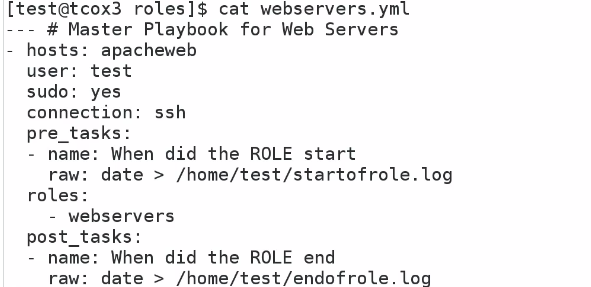 [test@tcox3 roles]$ cat webservers.yml
--- # Master Playbook for Web Servers
- hosts: apacheweb
  user: test
  sudo: yes
  connection: ssh
  pre_tasks:
  - name: When did the ROLE start
    raw: date > /home/test/startofrole.log
  roles:
    - webservers
  post_tasks:
  - name: When did the ROLE end
    raw: date > /home/test/endofrole.log